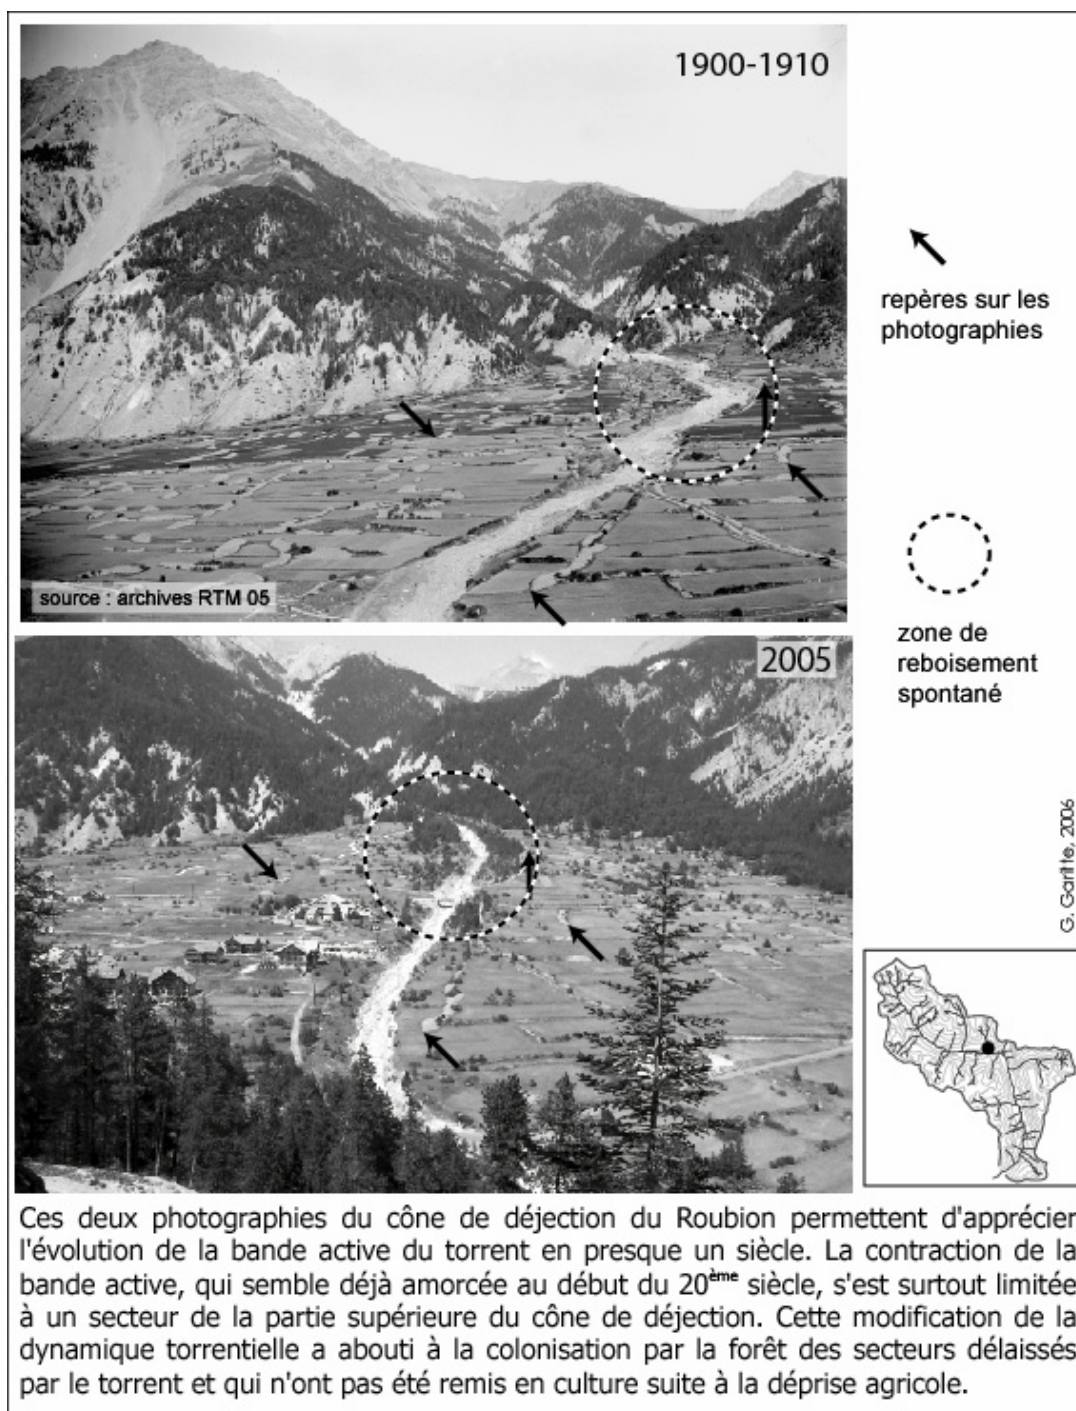 1900-1910
repères sur les
photographies
source : archives RTM 05
zone de
reboisement
spontané
2005
G. Garitte, 2006
Ces deux photographies du cône de déjection du Roubion permettent d'apprécier
l'évolution de la bande active du torrent en presque un siècle. La contraction de la
bande active, qui semble déjà amorcée au début du 20ème siècle, s'est surtout limitée
à un secteur de la partie supérieure du cône de déjection. Cette modification de la
dynamique torrentielle a abouti à la colonisation par la forêt des secteurs délaissés
par le torrent et qui n'ont pas été remis en culture suite à la déprise agricole.